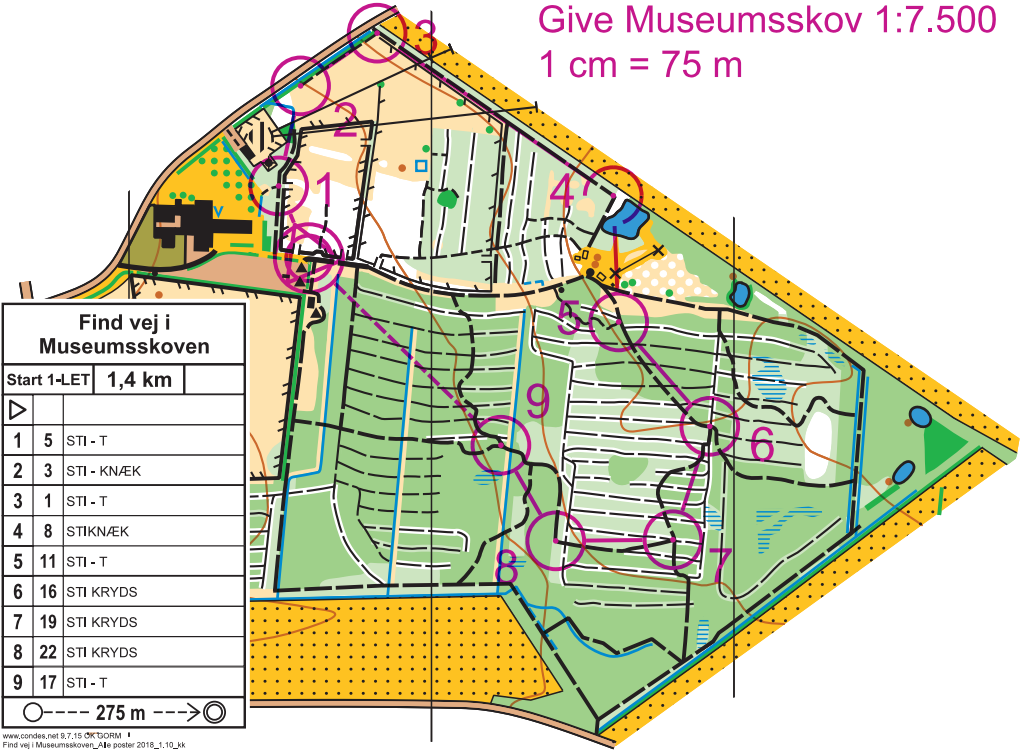 Give Museumsskov 1:7.500
1 cm = 75 m
3
2
1
4
5
9
6
8
7
Find vej i
Museumsskoven
Start 1-LET 1,4 km
1 5 STI - T
2 3 STI - KNÆK
3 1 STI - T
4 8 STIKNÆK
5 11 STI - T
6 16 STI KRYDS
7 19 STI KRYDS
8 22 STI KRYDS
9 17 STI - T
275 m
www.condes.net 9.7.15 OK GORM
Find vej i Museumsskoven_Alle poster 2018_1.10_kk